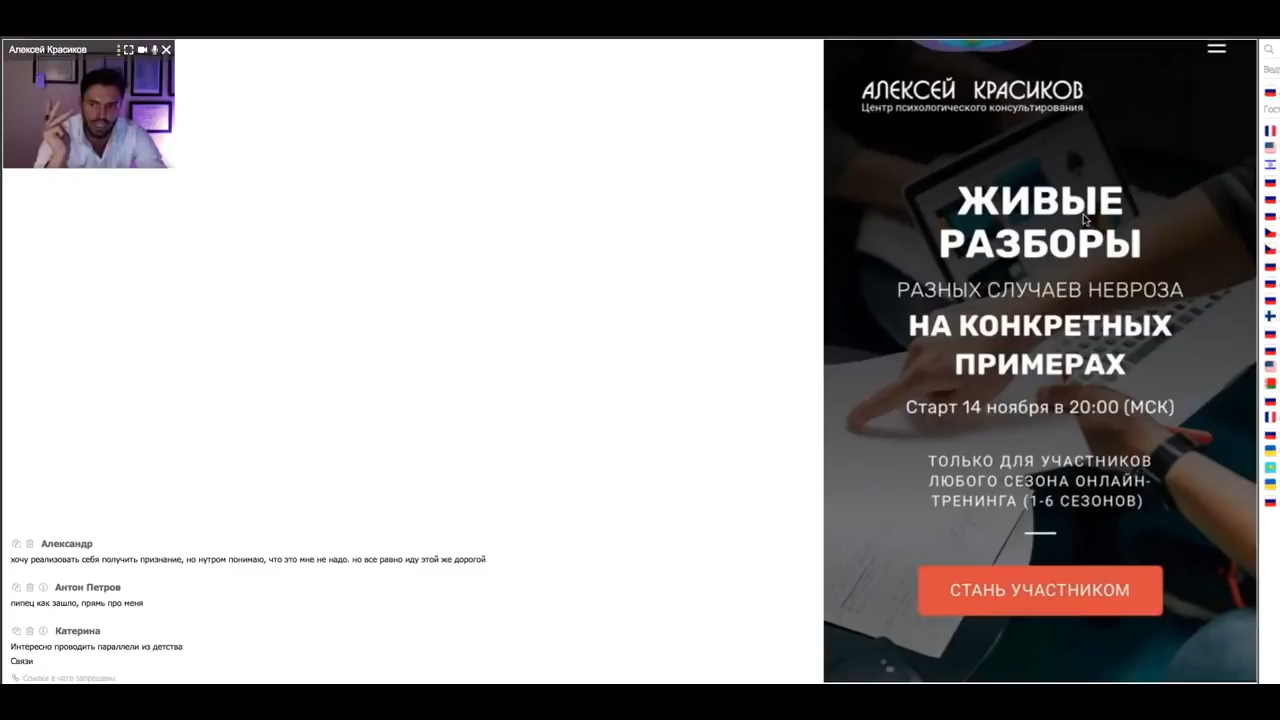 Алексей Красиков
АЛЕКСЕЙ КРАСИКОВ
Центр психологического консультирования
ЖИВЫЕ
РАЗБОРЫ
РАЗНЫХ СЛУЧАЕВ НЕВРОЗА
НА КОНКРЕТНЫХ
ПРИМЕРАХ
Старт 14 ноября в 20:00 (МСК)
ТОЛЬКО ДЛЯ УЧАСТНИКОВ
ЛЮБОГО СЕЗОНА ОНЛАЙН-
ТРЕНИНГА (1-6 СЕЗОНОВ)
СТАНЬ УЧАСТНИКОМ
Александр
хочу реализовать себя получить признание, но нутром понимаю, что это мне не надо. но все равно иду этой же дорогой
Антон Петров
пипец как зашло, прямь про меня
Катерина
Интересно проводить параллели из детства
Связи
Ссылки в чате запрещены